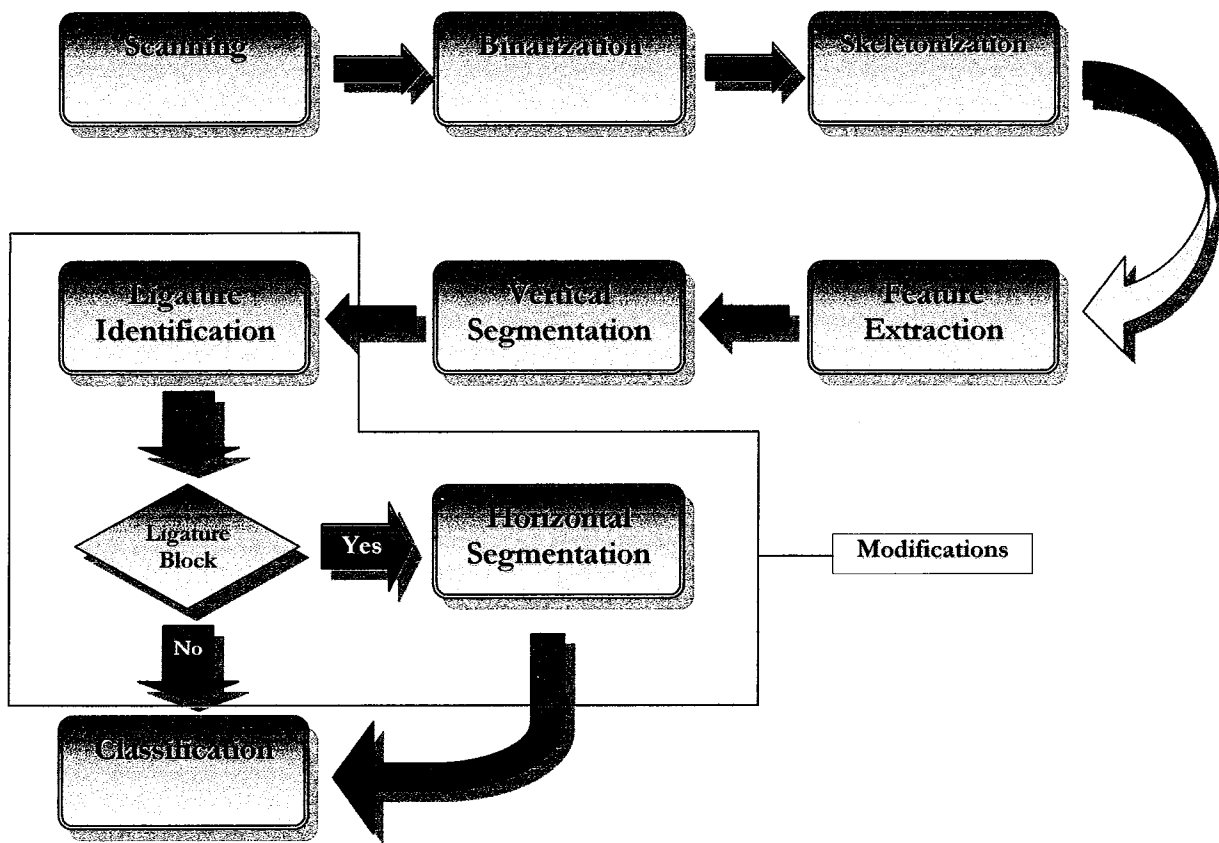 Scanning
Binarization
Skeletonization
Feature
Extraction
Vertical
Segmentation
Ligature
Identification
Ligature
Block
Yes
Horizontal
Segmentation
Modifications
No
Classification